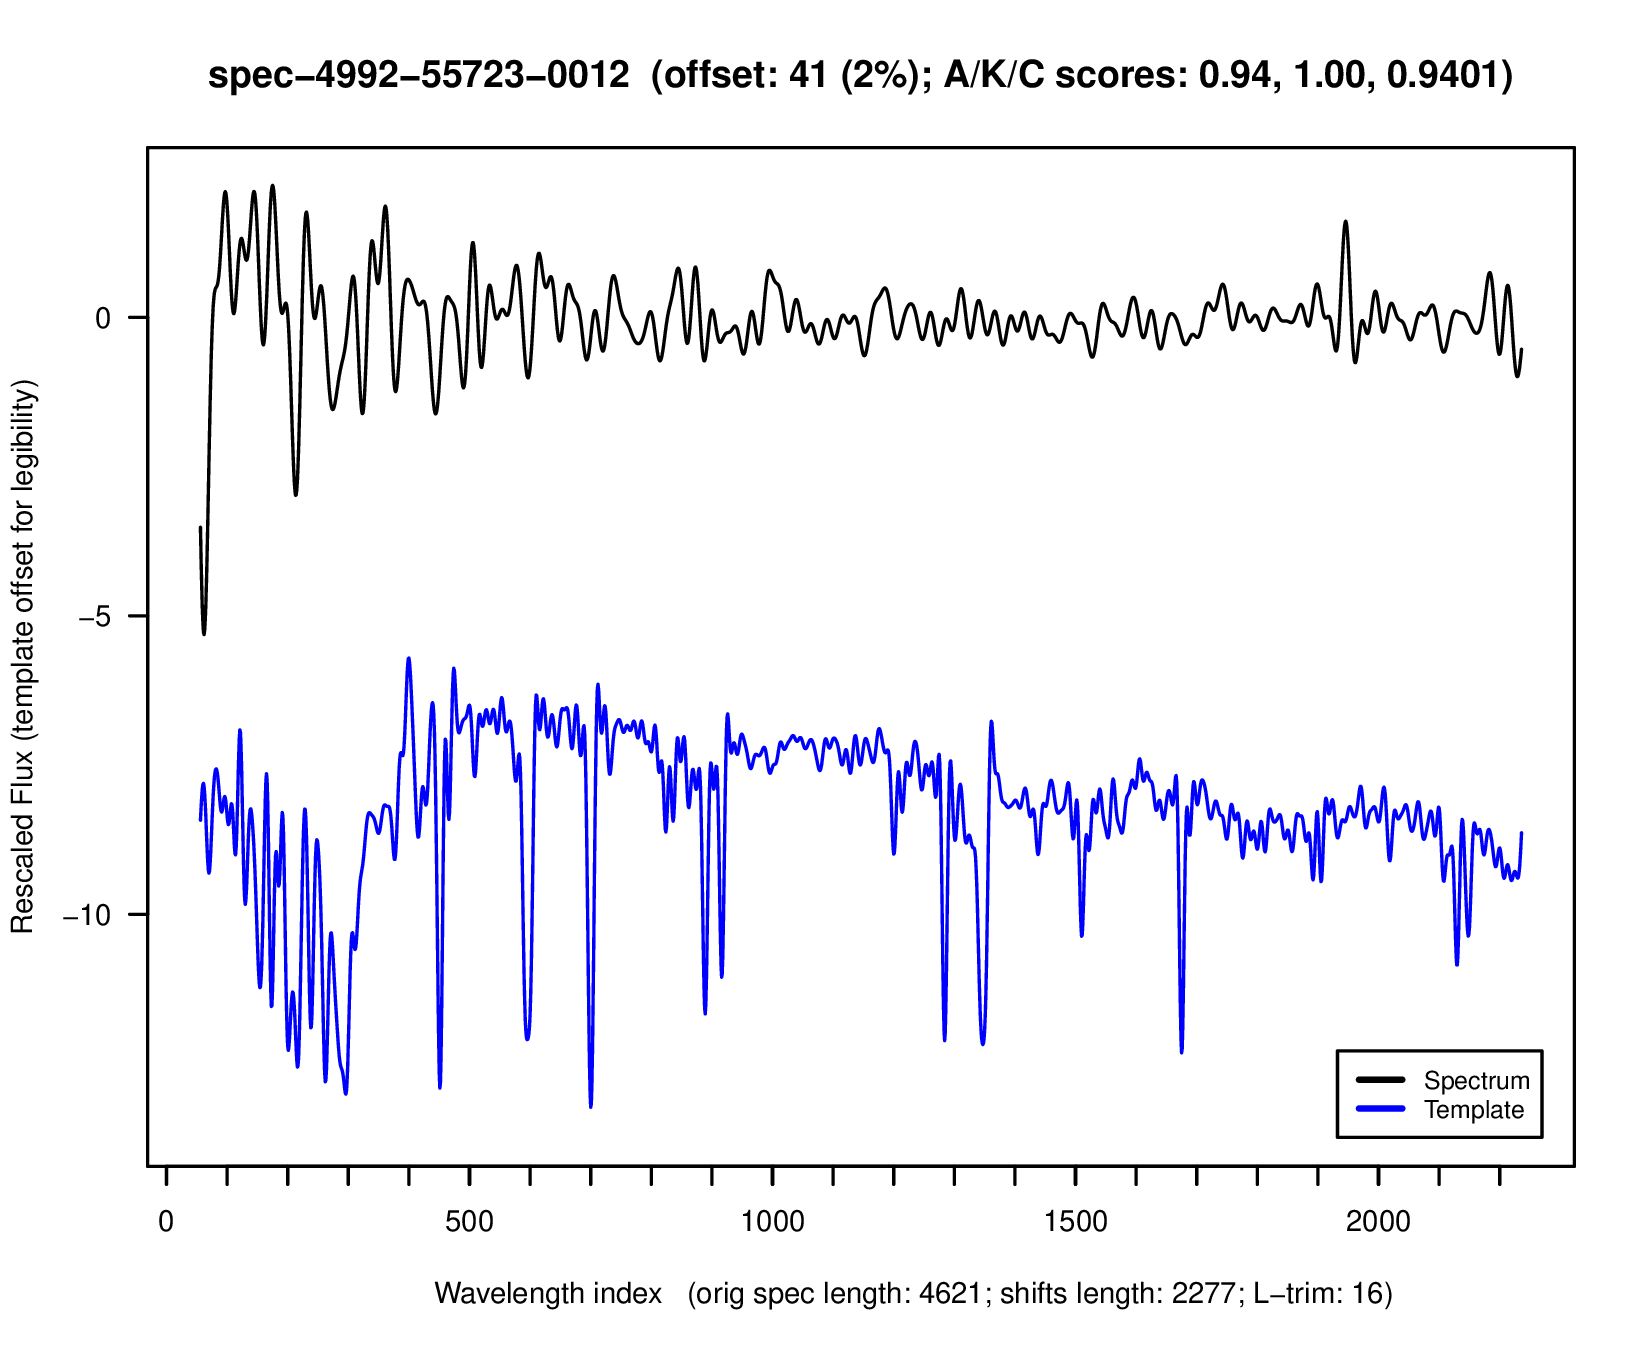 spec−4992−55723−0012 (offset: 41 (2%); A/K/C scores: 0.94, 1.00, 0.9401)
Rescaled Flux (template offset for legibility)
0
−5
−10
Spectrum
Template
0 500 1000 1500 2000
Wavelength index (orig spec length: 4621; shifts length: 2277; L−trim: 16)